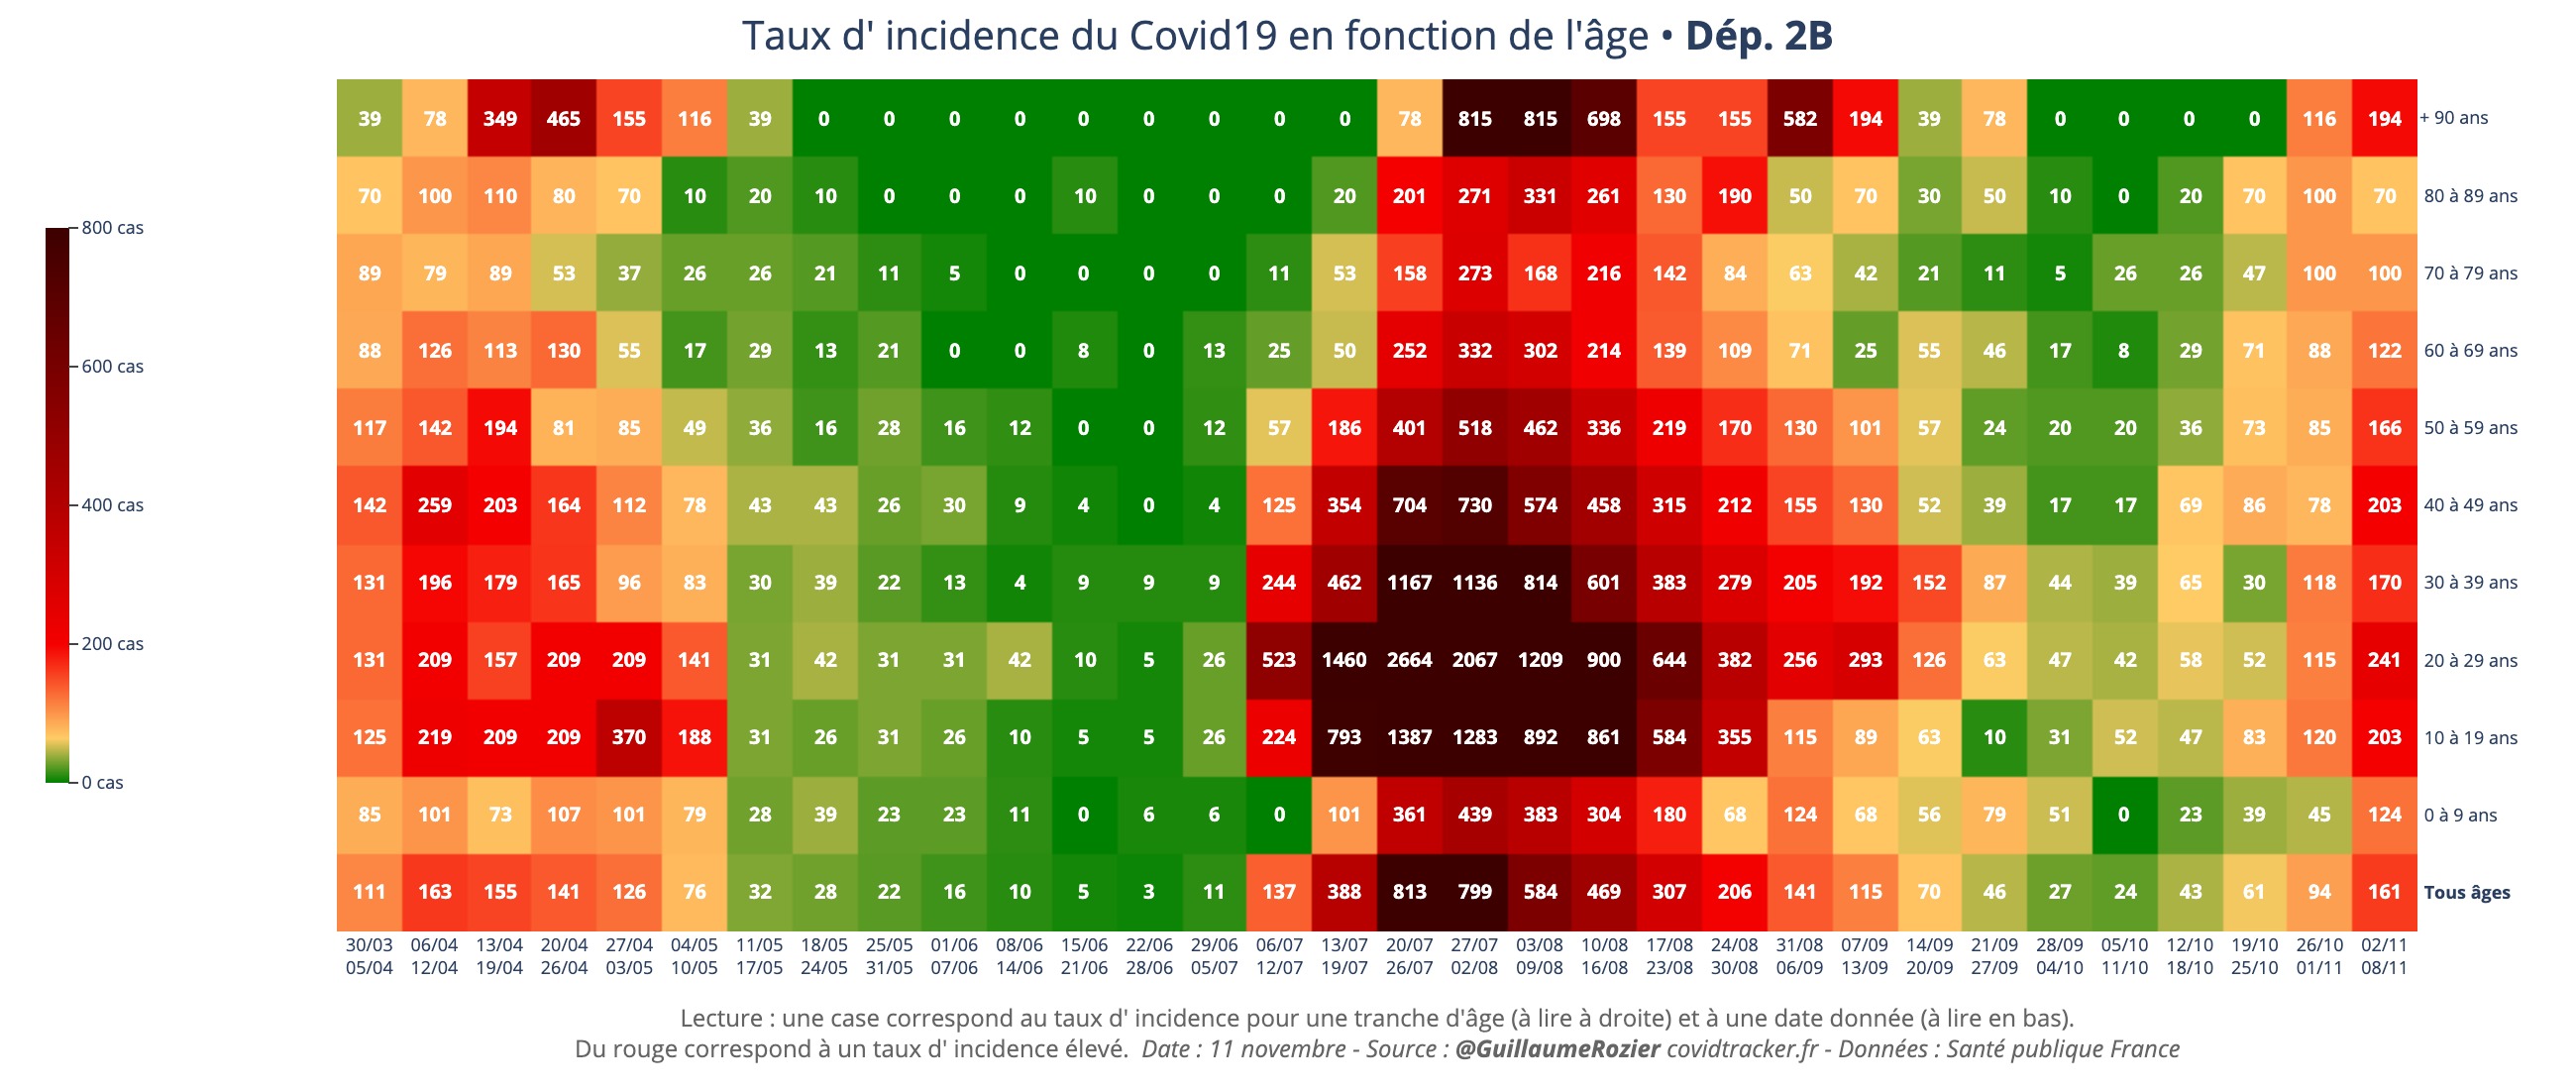 Taux d' incidence du Covid19 en fonction de l'âge • Dép. 2B
39 78 349 465 155 116 39 0 0 0 0 0 0 0 0 0 78 815 815 698 155 155 582 194 39 78 0 0 0 0 116 194 + 90 ans
70 100 110 80 70 10 20 10 0 0 0 10 0 0 0 20 201 271 331 261 130 190 50 70 30 50 10 0 20 70 100 70 80 à 89 ans
800 cas
89 79 89 53 37 26 26 21 11 5 0 0 0 0 11 53 158 273 168 216 142 84 63 42 21 11 5 26 26 47 100 100 70 à 79 ans
88 126 113 130 55 17 29 13 21 0 0 8 0 13 25 50 252 332 302 214 139 109 71 25 55 46 17 8 29 71 88 122 60 à 69 ans
600 cas
117 142 194 81 85 49 36 16 28 16 12 0 0 12 57 186 401 518 462 336 219 170 130 101 57 24 20 20 36 73 85 166 50 à 59 ans
400 cas
142 259 203 164 112 78 43 43 26 30 9 4 0 4 125 354 704 730 574 458 315 212 155 130 52 39 17 17 69 86 78 203 40 à 49 ans
131 196 179 165 96 83 30 39 22 13 4 9 9 9 244 462 1167 1136 814 601 383 279 205 192 152 87 44 39 65 30 118 170 30 à 39 ans
200 cas
131 209 157 209 209 141 31 42 31 31 42 10 5 26 523 1460 2664 2067 1209 900 644 382 256 293 126 63 47 42 58 52 115 241 20 à 29 ans
125 219 209 209 370 188 31 26 31 26 10 5 5 26 224 793 1387 1283 892 861 584 355 115 89 63 10 31 52 47 83 120 203 10 à 19 ans
0 cas
85 101 73 107 101 79 28 39 23 23 11 0 6 6 0 101 361 439 383 304 180 68 124 68 56 79 51 0 23 39 45 124 0 à 9 ans
111 163 155 141 126 76 32 28 22 16 10 5 3 11 137 388 813 799 584 469 307 206 141 115 70 46 27 24 43 61 94 161 Tous âges
30/03 06/04 13/04 20/04 27/04 04/05 11/05 18/05 25/05 01/06 08/06 15/06 22/06 29/06 06/07 13/07 20/07 27/07 03/08 10/08 17/08 24/08 31/08 07/09 14/09 21/09 28/09 05/10 12/10 19/10 26/10 02/11
05/04 12/04 19/04 26/04 03/05 10/05 17/05 24/05 31/05 07/06 14/06 21/06 28/06 05/07 12/07 19/07 26/07 02/08 09/08 16/08 23/08 30/08 06/09 13/09 20/09 27/09 04/10 11/10 18/10 25/10 01/11 08/11
Lecture : une case correspond au taux d' incidence pour une tranche d'âge (à lire à droite) et à une date donnée (à lire en bas).
Du rouge correspond à un taux d' incidence élevé. Date : 11 novembre - Source : @GuillaumeRozier covidtracker.fr - Données : Santé publique France